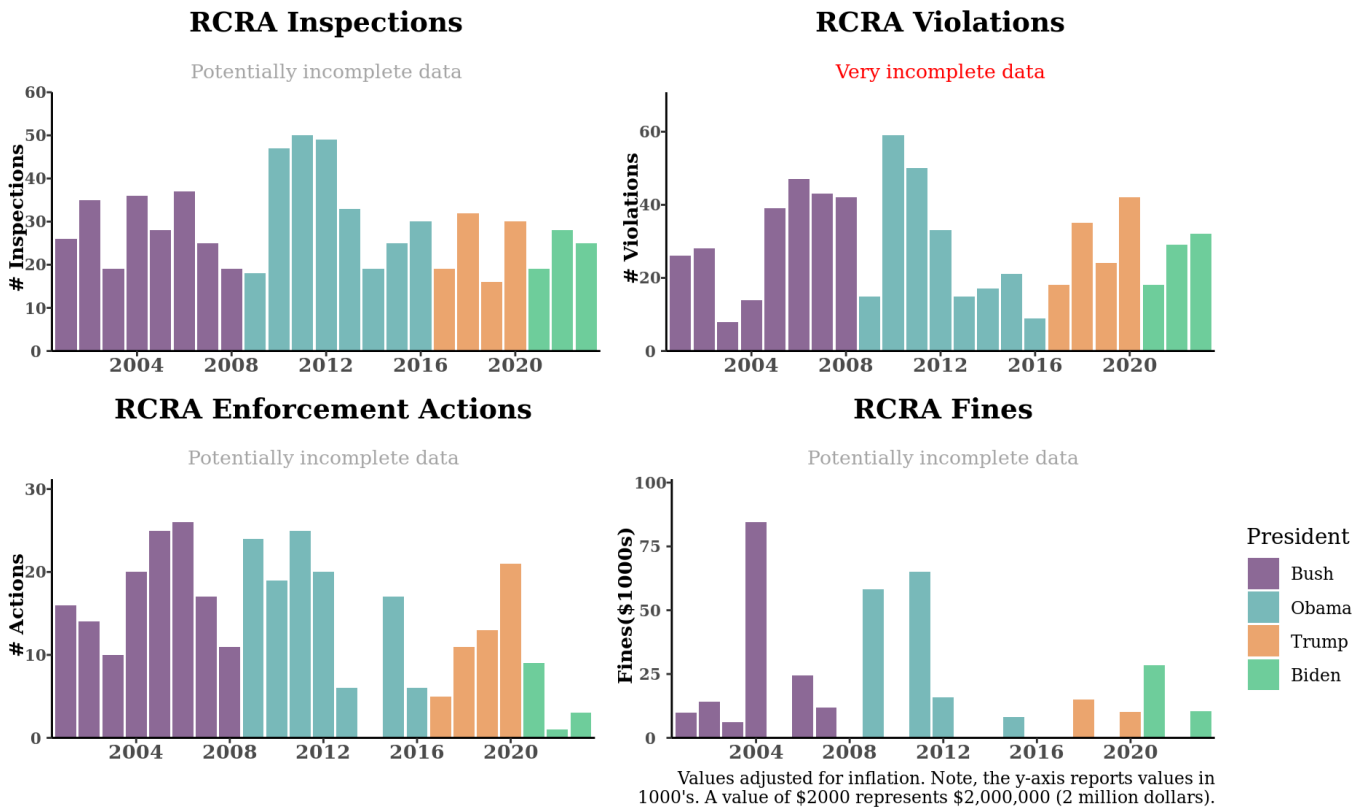 RCRA Inspections
Potentially incomplete data
# Inspections
60
50
40
30
20
10
0
2004 2008 2012 2016 2020
RCRA Violations
Very incomplete data
# Violations
60
40
20
0
2004 2008 2012 2016 2020
RCRA Enforcement Actions
Potentially incomplete data
# Actions
30
20
10
0
2004 2008 2012 2016 2020
RCRA Fines
Potentially incomplete data
Fines($1000s)
100
75
50
25
0
2004 2008 2012 2016 2020
President
Bush
Obama
Trump
Biden
Values adjusted for inflation. Note, the y-axis reports values in
1000's. A value of $2000 represents $2,000,000 (2 million dollars).